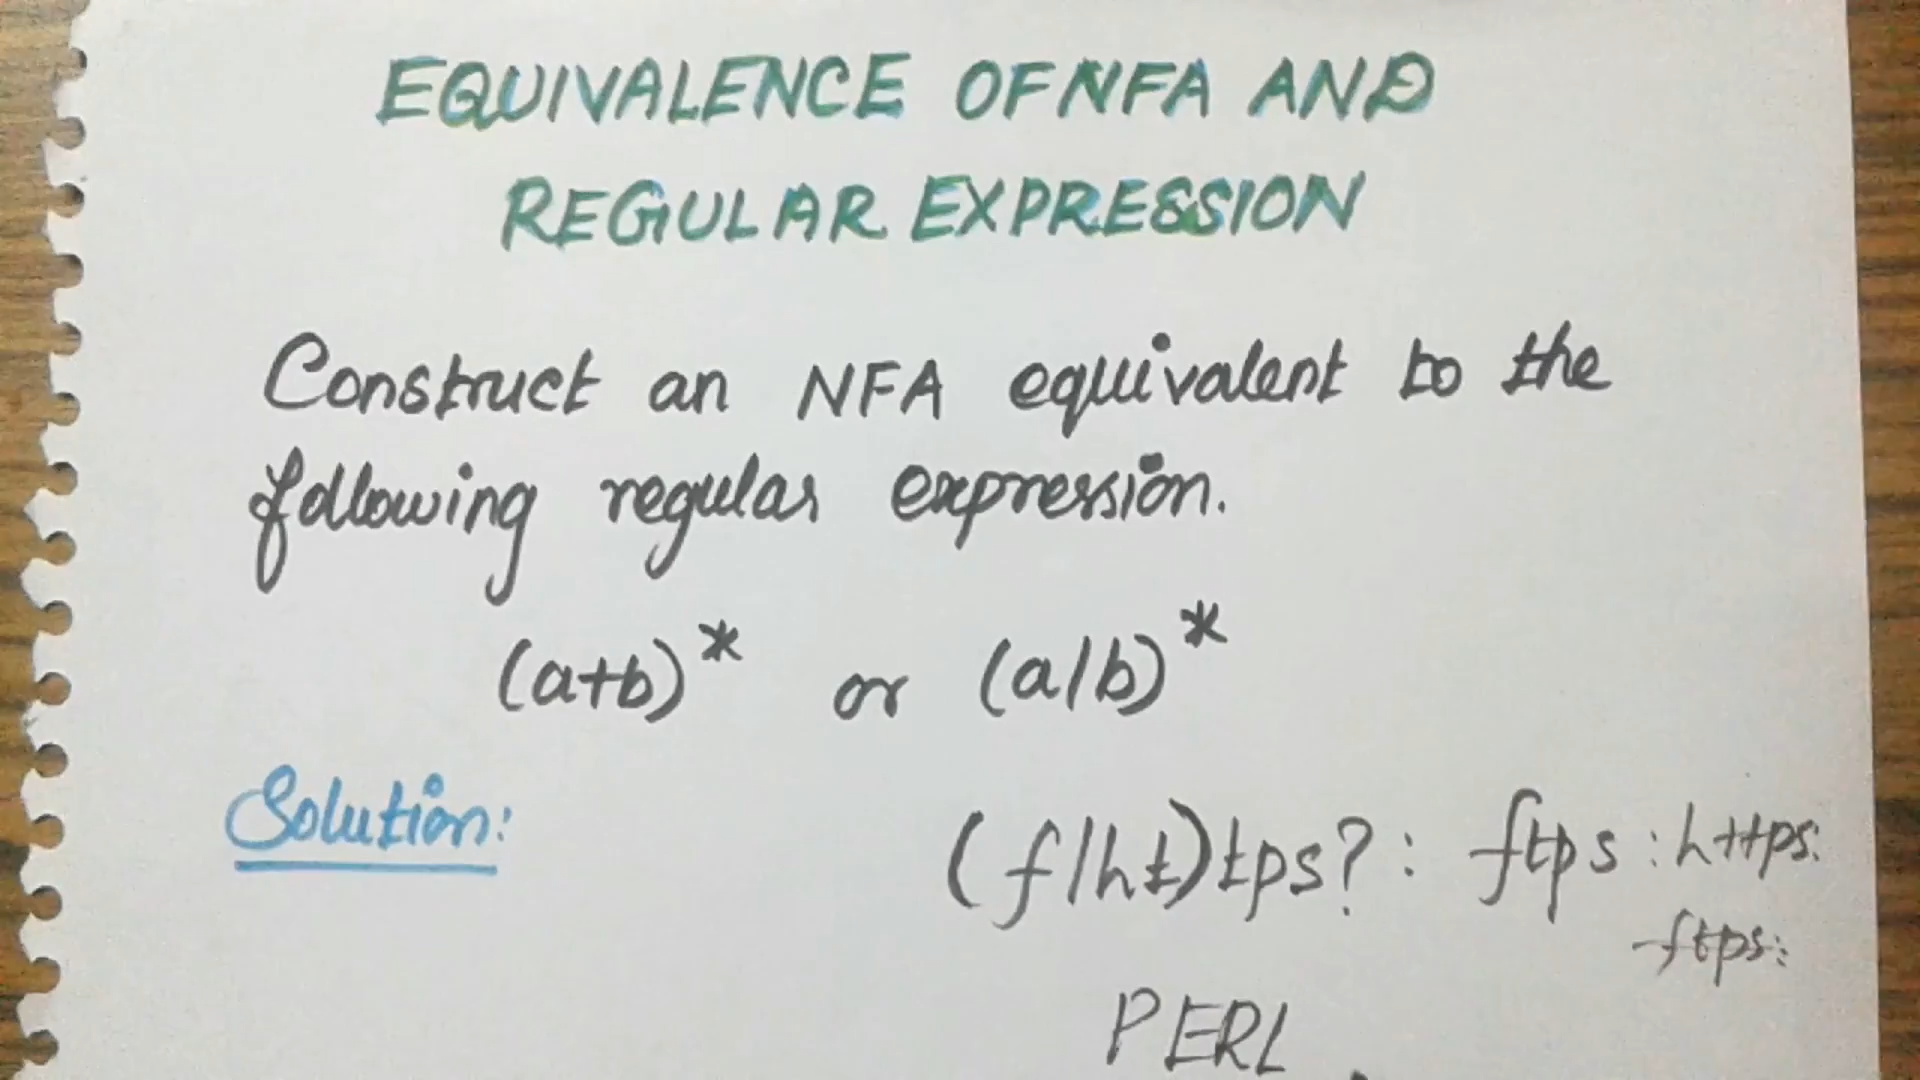 EQUIVALENCE OF NFA AND
REGULAR EXPRESSION
Construct an NFA equivalent to the
following regular expression.
(a+b)* or (a/b)*
Solution:
(f/ht)tps?: ftps : https:
ftps:
PERL